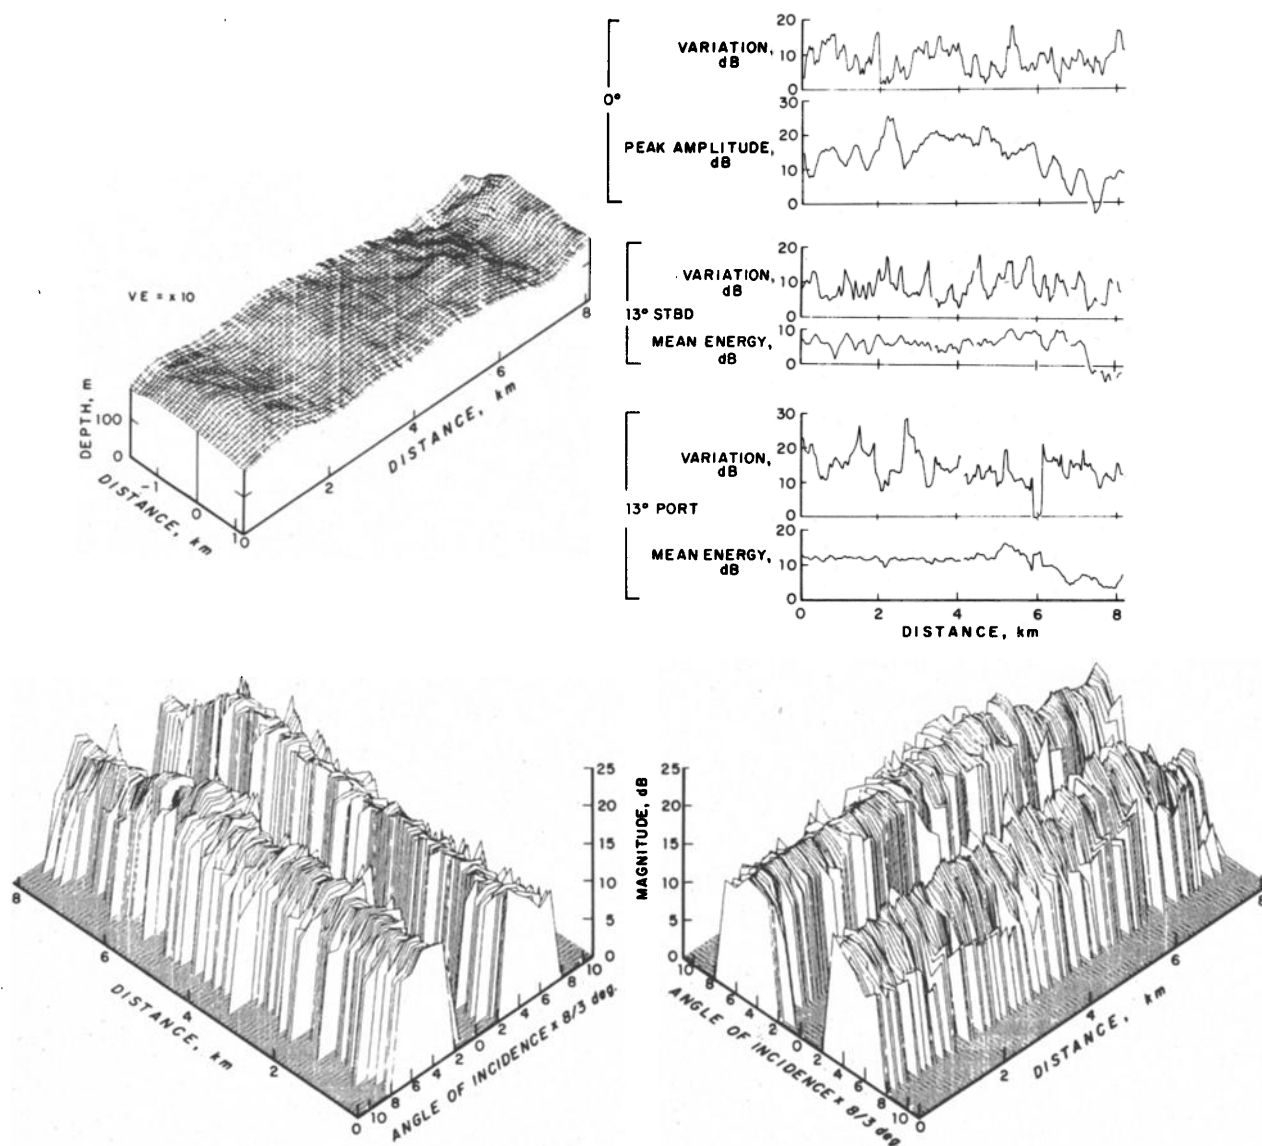 VE = x 10
DEPTH, m
100
0
DISTANCE, km
1
0
10
2
4
6
8
DISTANCE, km
0°
VARIATION,
dB
20
10
0
PEAK AMPLITUDE,
dB
30
20
10
0
13° STBD
VARIATION,
dB
20
10
0
MEAN ENERGY,
dB
10
0
13° PORT
VARIATION,
dB
30
20
10
0
MEAN ENERGY,
dB
20
10
0
0
2
4
6
8
DISTANCE, km
25
20
15
10
5
0
8
6
4
2
0
DISTANCE, km
10 8 6 4 2 0 2 4 6 8 10
ANGLE OF INCIDENCE x 8/3 deg.
MAGNITUDE, dB
25
20
15
10
5
0
10 8 6 4 2 0 2 4 6 8 10
ANGLE OF INCIDENCE x 8/3 deg.
0
2
4
6
8
DISTANCE, km